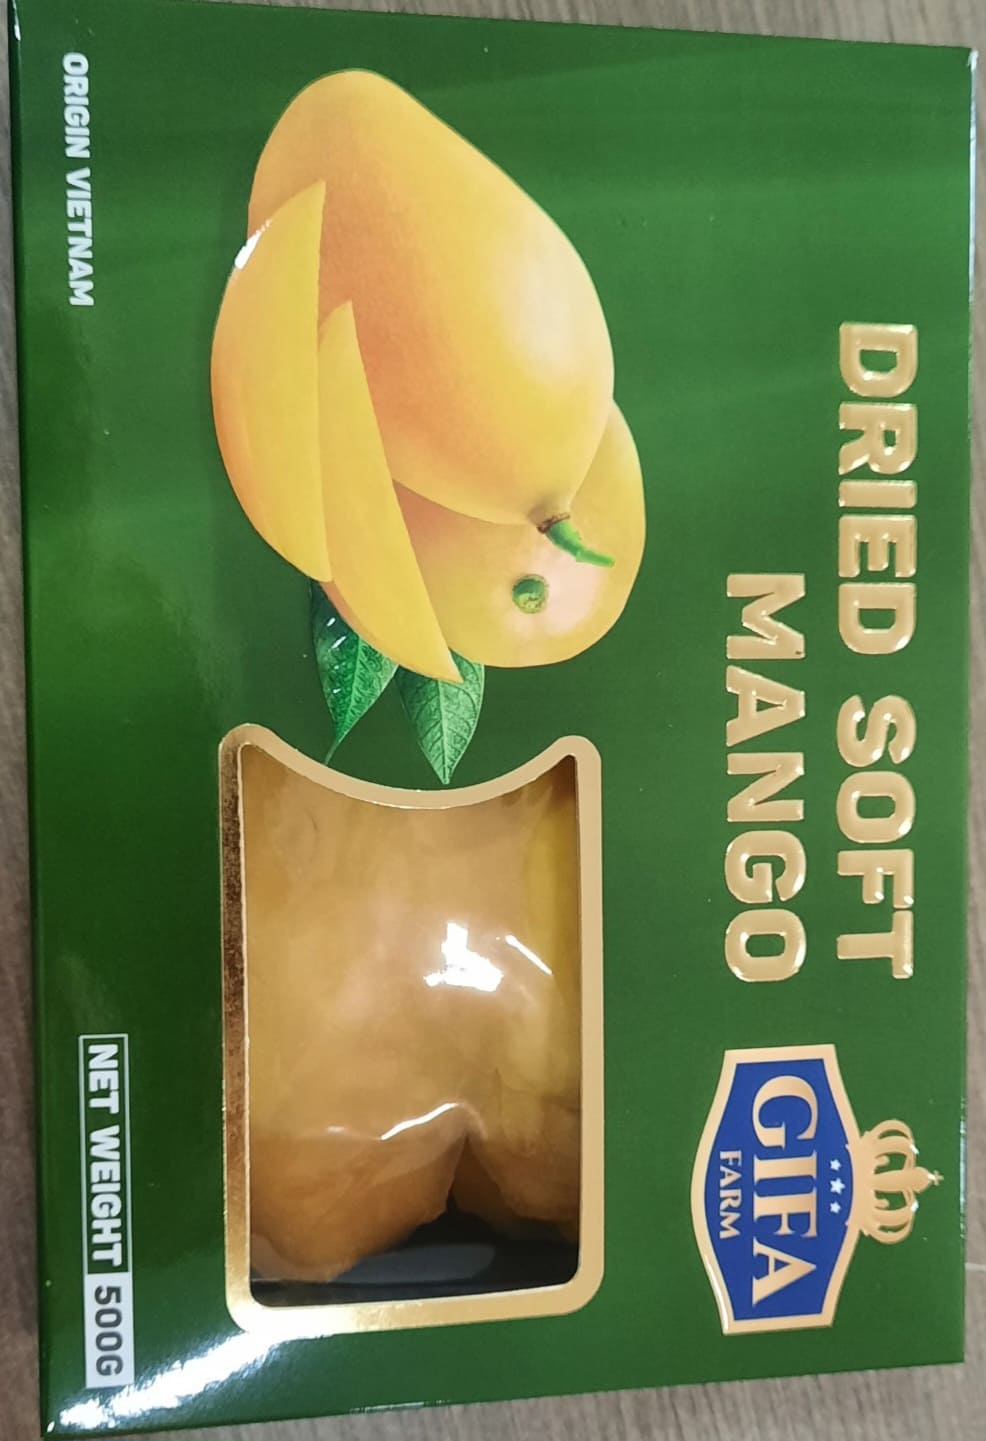 GIFA
FARM
DRIED SOFT
MANGO
ORIGIN VIETNAM
NET WEIGHT 500G